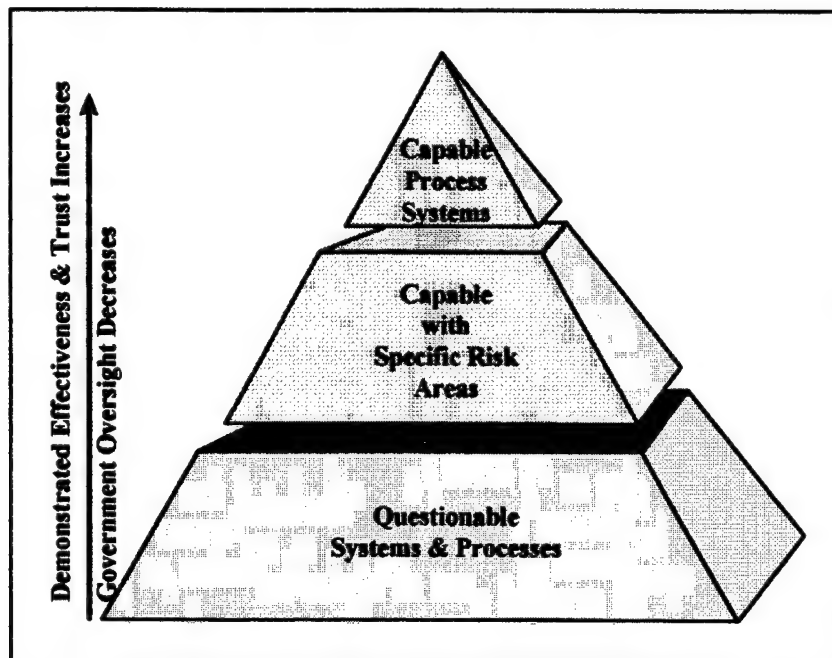 Demonstrated Effectiveness & Trust Increases
Government Oversight Decreases
Capable
Process
Systems
Capable
with
Specific Risk
Areas
Questionable
Systems & Processes